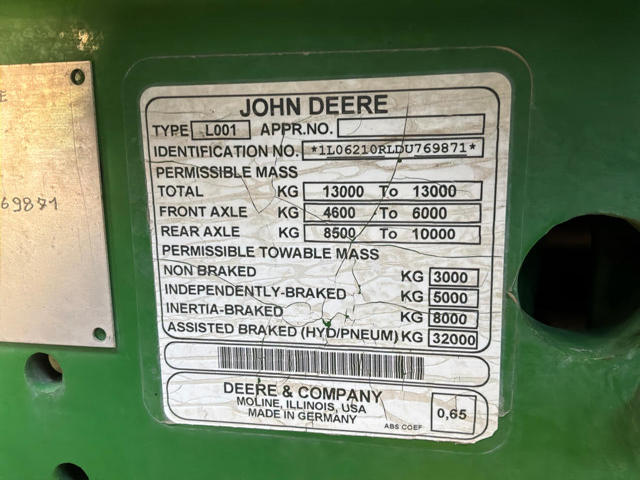 E
69871
JOHN DEERE
TYPE L001 APPR.NO.
IDENTIFICATION NO. *1L06210RLDU769871*
PERMISSIBLE MASS
TOTAL KG 13000 To 13000
FRONT AXLE KG 4600 To 6000
REAR AXLE KG 8500 To 10000
PERMISSIBLE TOWABLE MASS
NON BRAKED KG 3000
INDEPENDENTLY-BRAKED KG 5000
INERTIA-BRAKED KG 8000
ASSISTED BRAKED (HYD/PNEUM) KG 32000
DEERE & COMPANY
MOLINE, ILLINOIS, USA
MADE IN GERMANY
0,65
ABS COEF